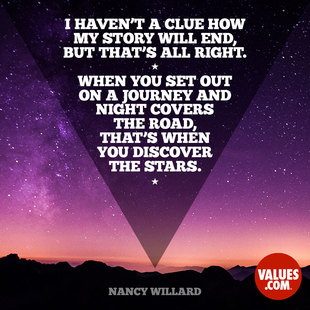 I HAVEN'T A CLUE HOW
MY STORY WILL END,
BUT THAT'S ALL RIGHT.
WHEN YOU SET OUT
ON A JOURNEY AND
NIGHT COVERS
THE ROAD,
THAT'S WHEN
YOU DISCOVER
THE STARS.
NANCY WILLARD
VALUES
.COM